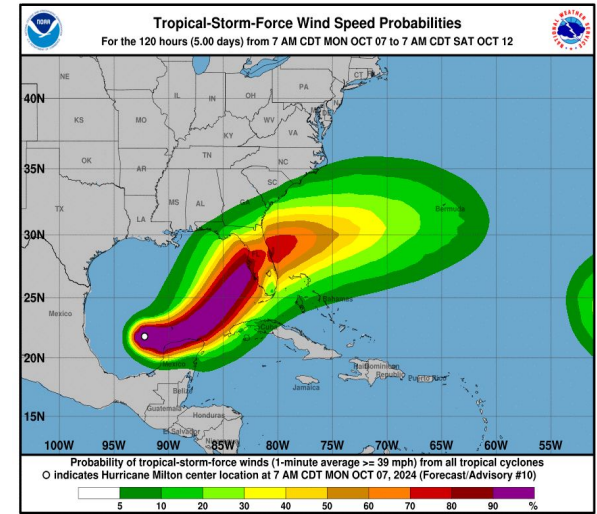 Tropical-Storm-Force Wind Speed Probabilities
For the 120 hours (5.00 days) from 7 AM CDT MON OCT 07 to 7 AM CDT SAT OCT 12
NOAA
NATIONAL WEATHER SERVICE
NE
IL
IN
OH
PA
CT
NJ
40N
KS
MO
WV
VA
KY
OK
AR
TN
NC
35N
SC
TX
MS
AL
GA
LA
Bermuda
30N
25N
Mexico
Bahamas
Cuba
20N
Mexico
Haiti
Dominican
Republic
Puerto Rico
Jamaica
Belize
Guatemala
Honduras
15N
El Salvador
100W 95W 90W 85W 80W 75W 70W 65W 60W 55W
Probability of tropical-storm-force winds (1-minute average >= 39 mph) from all tropical cyclones
O indicates Hurricane Milton center location at 7 AM CDT MON OCT 07, 2024 (Forecast/Advisory #10)
5 10 20 30 40 50 60 70 80 90 %